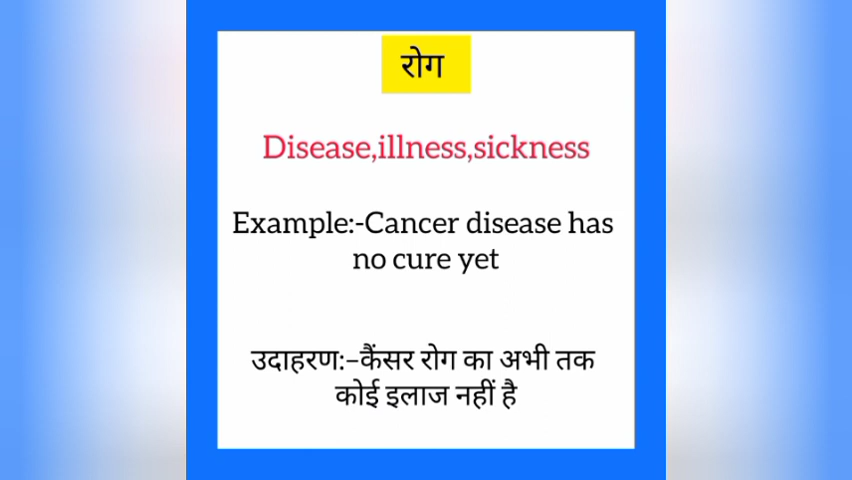 रोग
Disease,illness,sickness
Example:-Cancer disease has
no cure yet
उदाहरण:–कैंसर रोग का अभी तक
कोई इलाज नहीं है